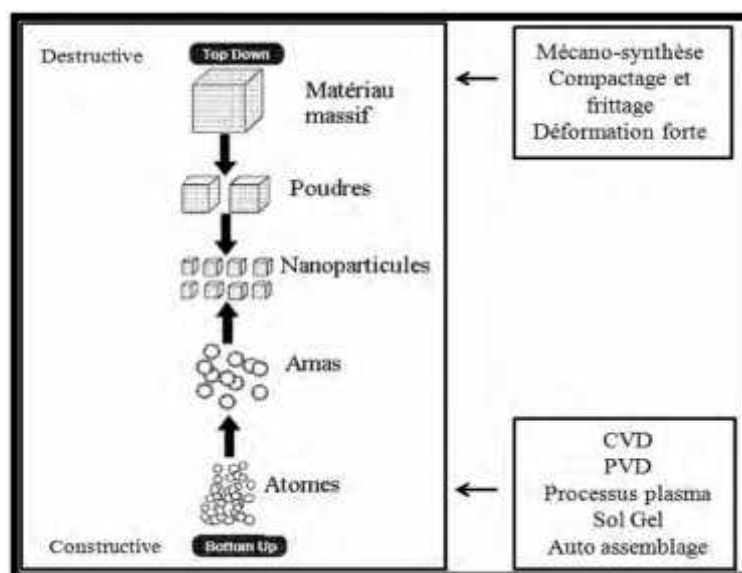 Destructive
Top Down
Matériau
massif
Poudres
Nanoparticules
Amas
Atomes
Constructive
Bottum Up
Mécano-synthèse
Compactage et
frittage
Déformation forte
CVD
PVD
Processus plasma
Sol Gel
Auto assemblage